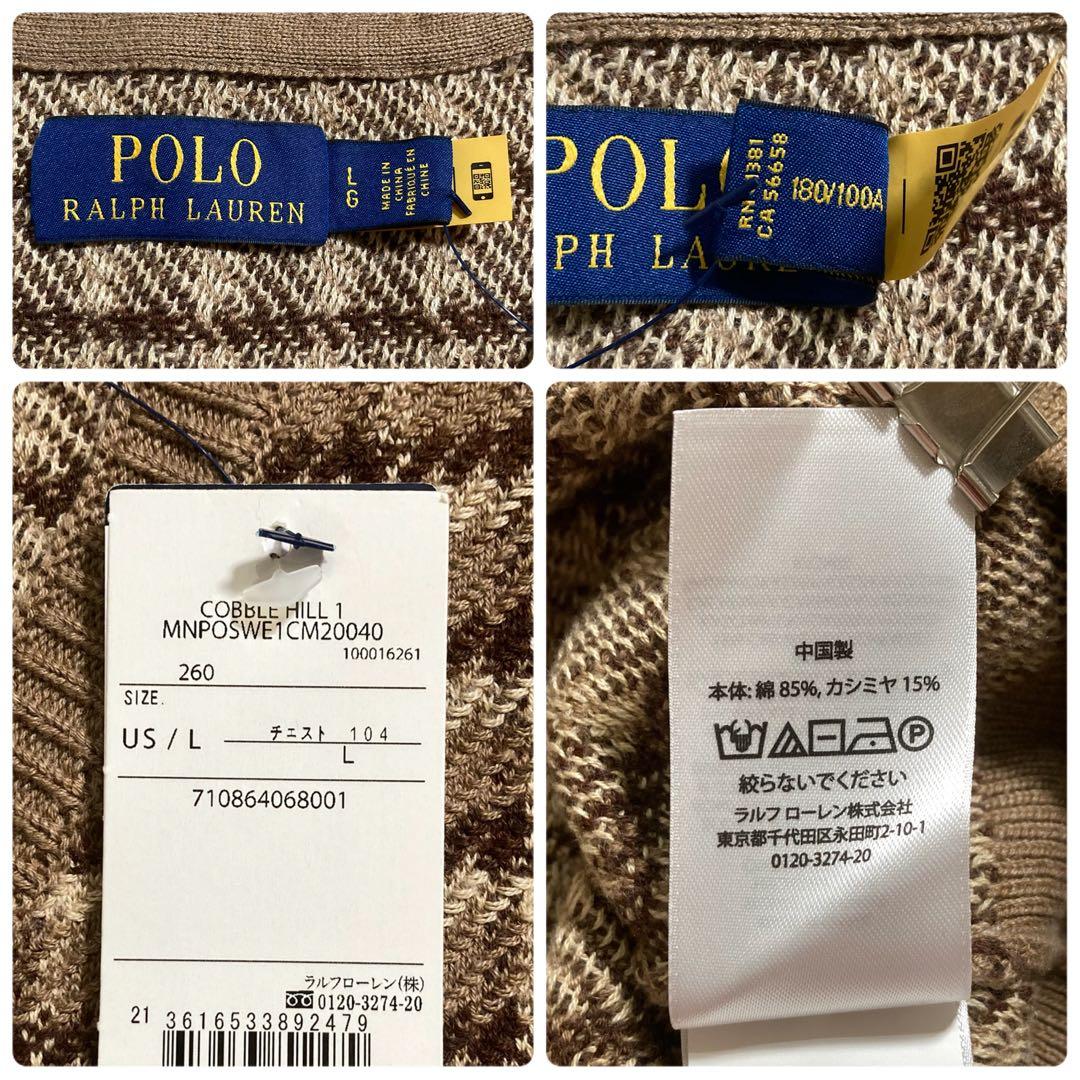 POLO
RALPH LAUREN
LG
MADE IN
CHINA
FABRIQUÉ EN
CHINE
POLO
PH LAURE
CA 56658
180/100A
COBBLE HILL 1
MNPOSWE1CM20040
100016261
260
SIZE.
US / L
チェスト 104
L
710864068001
ラルフローレン(株)
0120-3274-20
21 3616533892479
中国製
本体: 綿 85%, カシミヤ 15%
P
絞らないでください
ラルフ ローレン株式会社
東京都千代田区永田町2-10-1
0120-3274-20